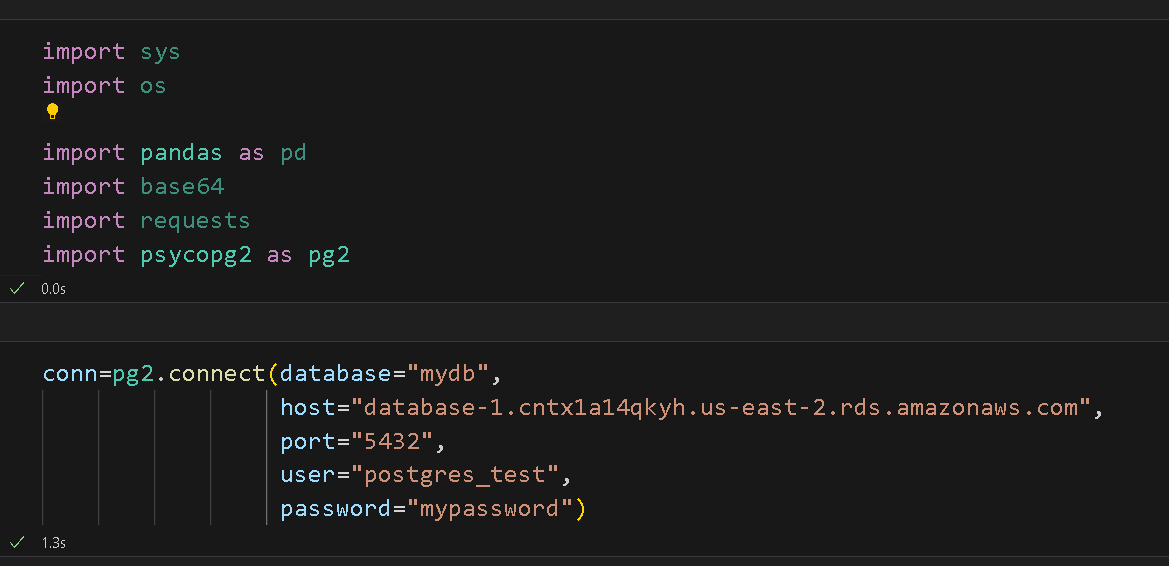 import sys
import os
import pandas as pd
import base64
import requests
import psycopg2 as pg2
0.0s
conn=pg2.connect(database="mydb",
host="database-1.cntx1a14qkyh.us-east-2.rds.amazonaws.com",
port="5432",
user="postgres_test",
password="mypassword")
1.3s